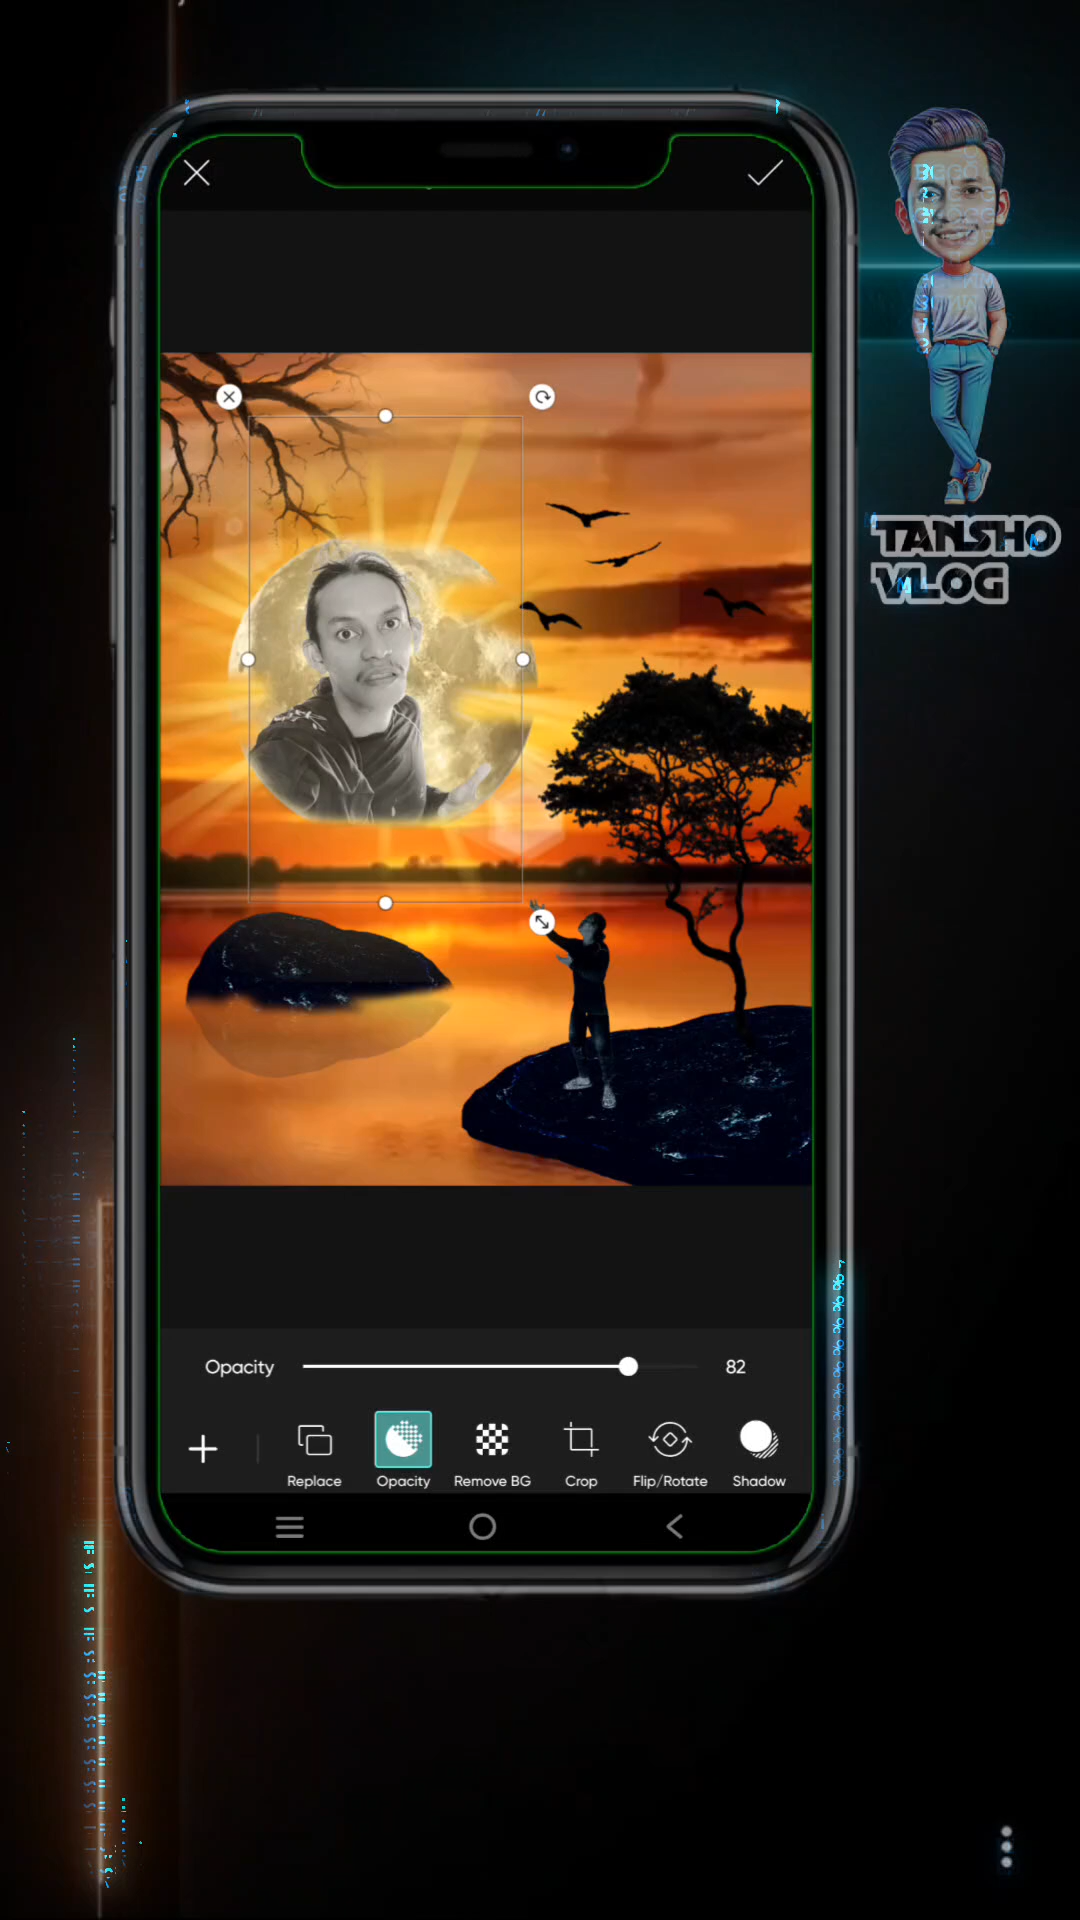 TANSHO
VLOG
Opacity
82
Replace
Opacity
Remove BG
Crop
Flip/Rotate
Shadow